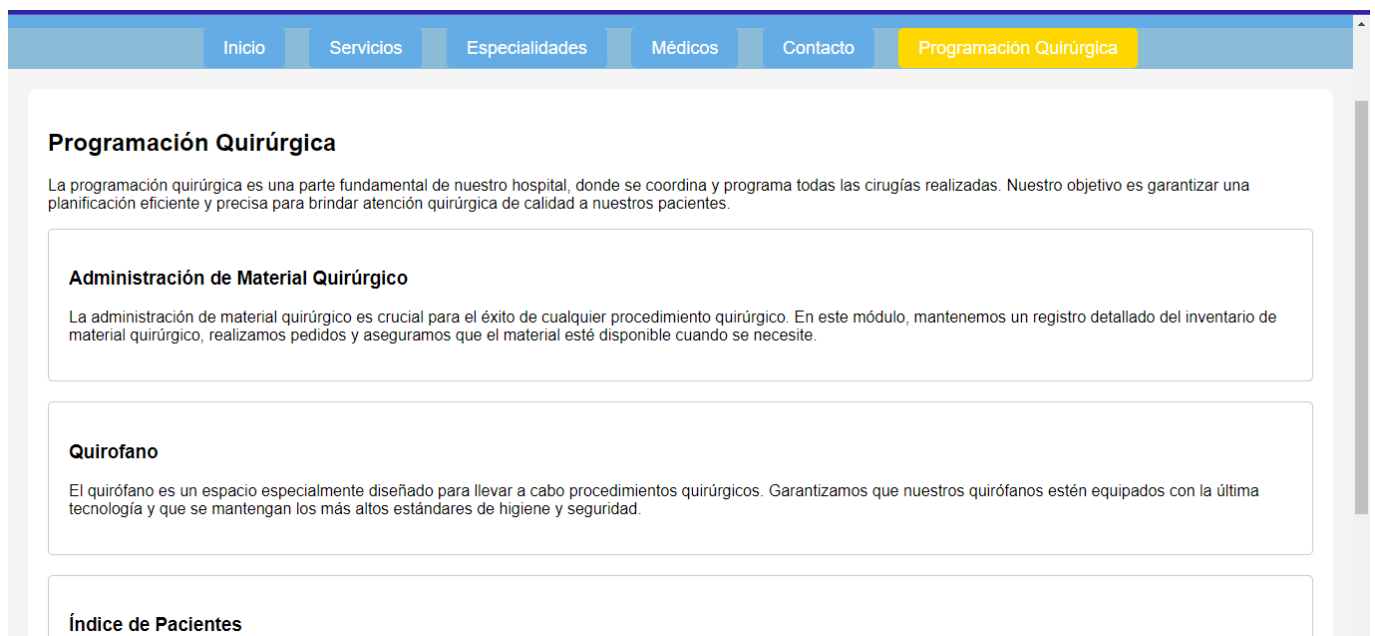 Inicio Servicios Especialidades Médicos Contacto Programación Quirúrgica
Programación Quirúrgica
La programación quirúrgica es una parte fundamental de nuestro hospital, donde se coordina y programa todas las cirugías realizadas. Nuestro objetivo es garantizar una
planificación eficiente y precisa para brindar atención quirúrgica de calidad a nuestros pacientes.
Administración de Material Quirúrgico
La administración de material quirúrgico es crucial para el éxito de cualquier procedimiento quirúrgico. En este módulo, mantenemos un registro detallado del inventario de
material quirúrgico, realizamos pedidos y aseguramos que el material esté disponible cuando se necesite.
Quirofano
El quirófano es un espacio especialmente diseñado para llevar a cabo procedimientos quirúrgicos. Garantizamos que nuestros quirófanos estén equipados con la última
tecnología y que se mantengan los más altos estándares de higiene y seguridad.
Índice de Pacientes